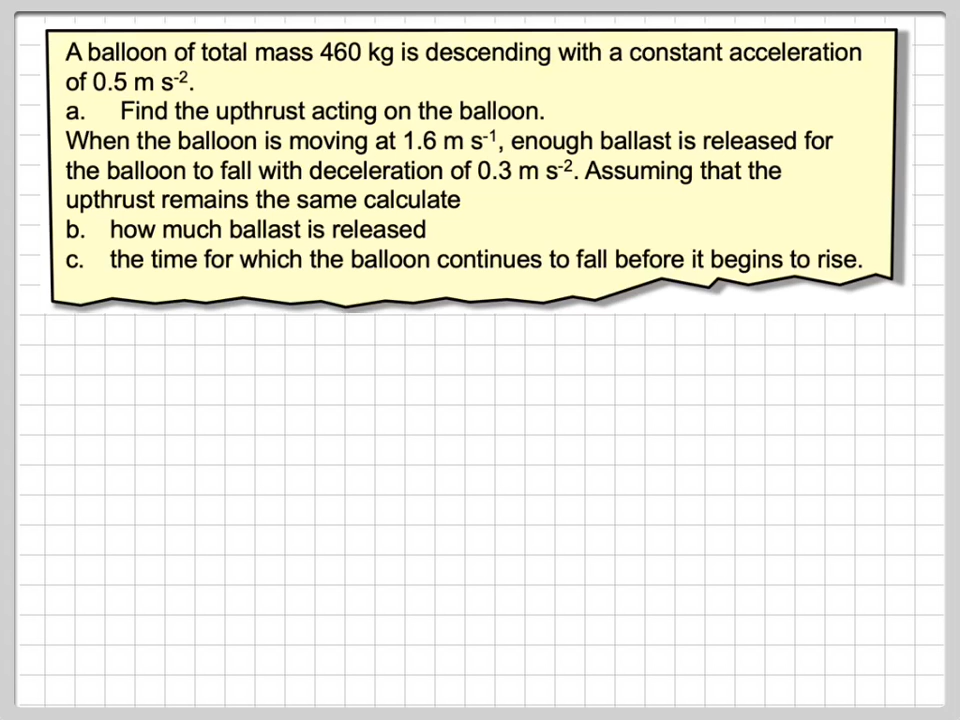 A balloon of total mass 460 kg is descending with a constant acceleration
of 0.5 m s⁻².
a. Find the upthrust acting on the balloon.
When the balloon is moving at 1.6 m s⁻¹, enough ballast is released for
the balloon to fall with deceleration of 0.3 m s⁻². Assuming that the
upthrust remains the same calculate
b. how much ballast is released
c. the time for which the balloon continues to fall before it begins to rise.